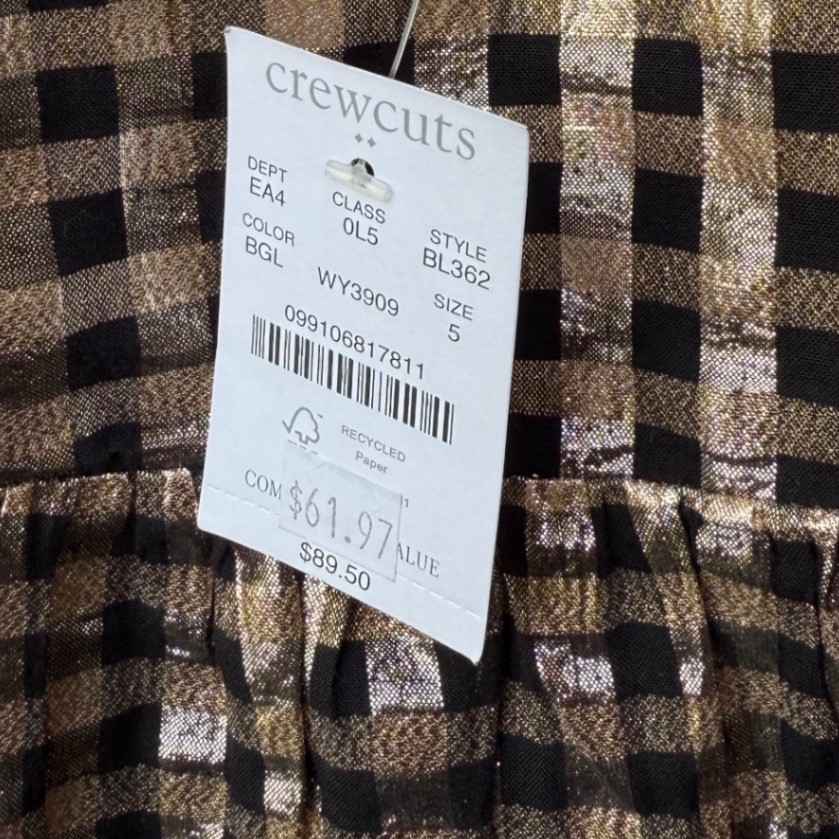 crewcuts
DEPT
EA4
CLASS
0L5
STYLE
BL362
COLOR
BGL
WY3909
SIZE
5
099106817811
RECYCLED
Paper
1
COM
$61.97
ALUE
$89.50